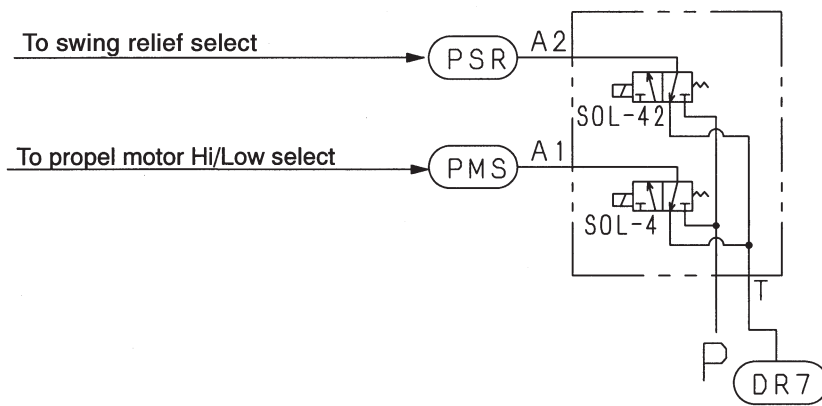 To swing relief select
PSR
A2
SOL-42
To propel motor Hi/Low select
PMS
A1
SOL-4
T
P
DR7